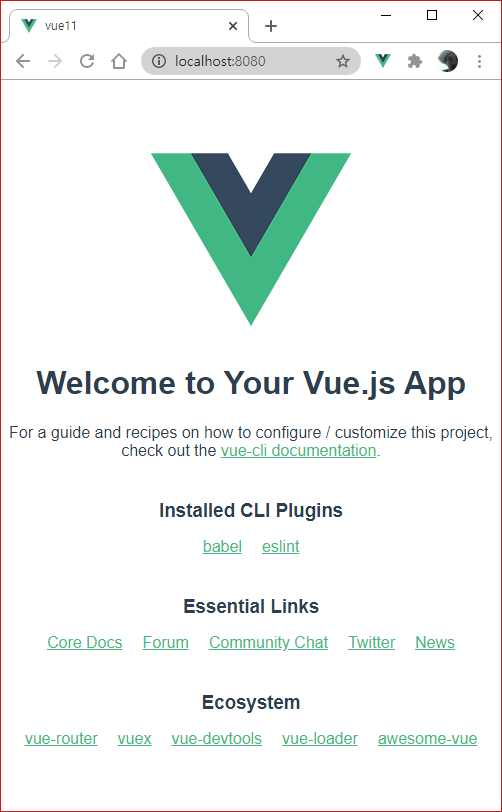 vue11
localhost:8080
Welcome to Your Vue.js App
For a guide and recipes on how to configure / customize this project,
check out the vue-cli documentation.
Installed CLI Plugins
babel eslint
Essential Links
Core Docs Forum Community Chat Twitter News
Ecosystem
vue-router vuex vue-devtools vue-loader awesome-vue